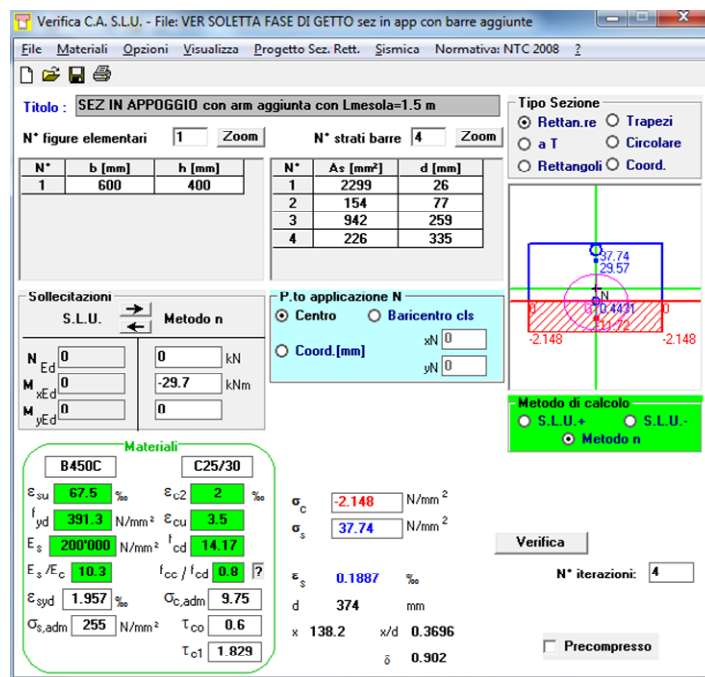 Verifica C.A. S.L.U. - File: VER SOLETTA FASE DI GETTO sez in app con barre aggiunte
File Materiali Opzioni Visualizza Progetto Sez. Rett. Sismica Normativa: NTC 2008 ?
Titolo : SEZ IN APPOGGIO con arm aggiunta con Lmesola=1.5 m
N° figure elementari 1 Zoom
N° strati barre 4 Zoom
N° b [mm] h [mm]
1 600 400
N° As [mm²] d [mm]
1 2299 26
2 154 77
3 942 259
4 226 335
Tipo Sezione
Rettan.re Trapezi
a T Circolare
Rettangoli Coord.
37.74
29.57
N
0.4431
-11.72
-2.148 -2.148
Sollecitazioni
S.L.U. Metodo n
N Ed 0 0 kN
M xEd 0 -29.7 kNm
M yEd 0 0
P.to applicazione N
Centro Baricentro cls
Coord.[mm] xN 0
yN 0
Metodo di calcolo
S.L.U.+ S.L.U.-
Metodo n
Materiali
B450C C25/30
εsu 67.5 ‰ εc2 2 ‰
fyd 391.3 N/mm² εcu 3.5
Es 200'000 N/mm² fcd 14.17
Es/Ec 10.3 fcc/fcd 0.8 ?
εsyd 1.957 ‰ σc,adm 9.75
σs,adm 255 N/mm² τco 0.6
τc1 1.829
σc -2.148 N/mm²
σs 37.74 N/mm²
εs 0.1887 ‰
d 374 mm
x 138.2 x/d 0.3696
δ 0.902
Verifica
N° iterazioni: 4
Precompresso